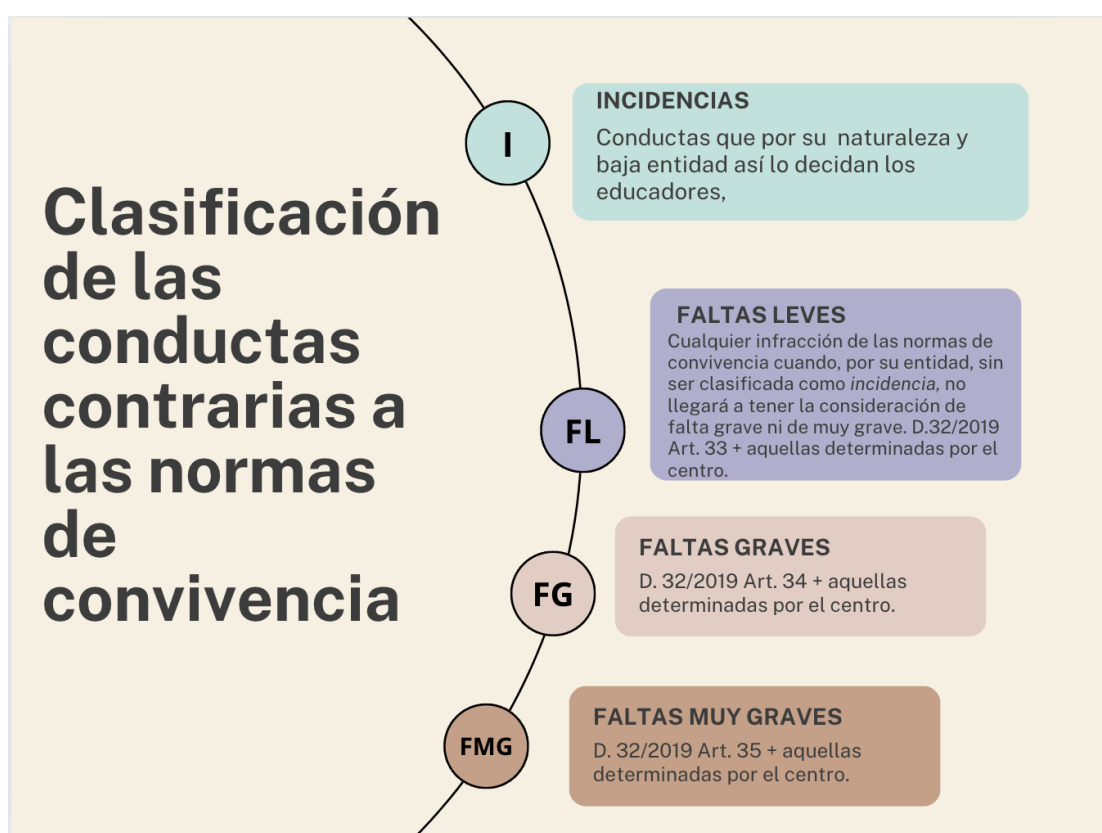 Clasificación
de las
conductas
contrarias a
las normas
de
convivencia
I
INCIDENCIAS
Conductas que por su naturaleza y
baja entidad así lo decidan los
educadores,
FL
FALTAS LEVES
Cualquier infracción de las normas de
convivencia cuando, por su entidad, sin
ser clasificada como incidencia, no
llegará a tener la consideración de
falta grave ni de muy grave. D.32/2019
Art. 33 + aquellas determinadas por el
centro.
FG
FALTAS GRAVES
D. 32/2019 Art. 34 + aquellas
determinadas por el centro.
FMG
FALTAS MUY GRAVES
D. 32/2019 Art. 35 + aquellas
determinadas por el centro.